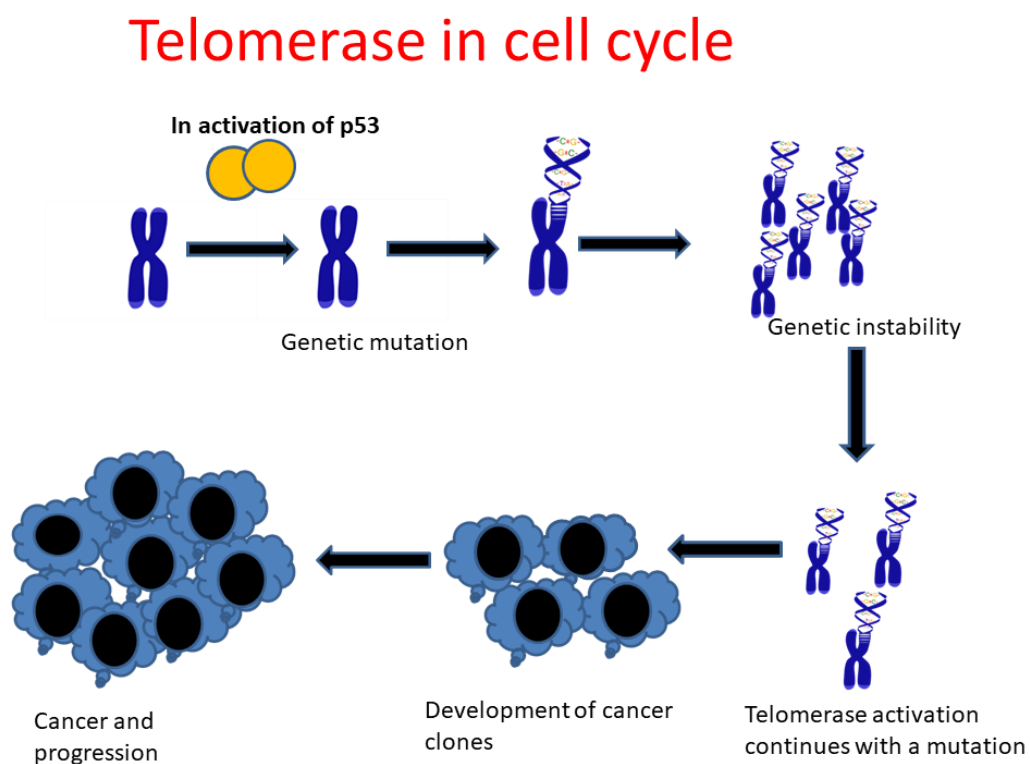 Telomerase in cell cycle
In activation of p53
Genetic mutation
Genetic instability
Cancer and
progression
Development of cancer
clones
Telomerase activation
continues with a mutation